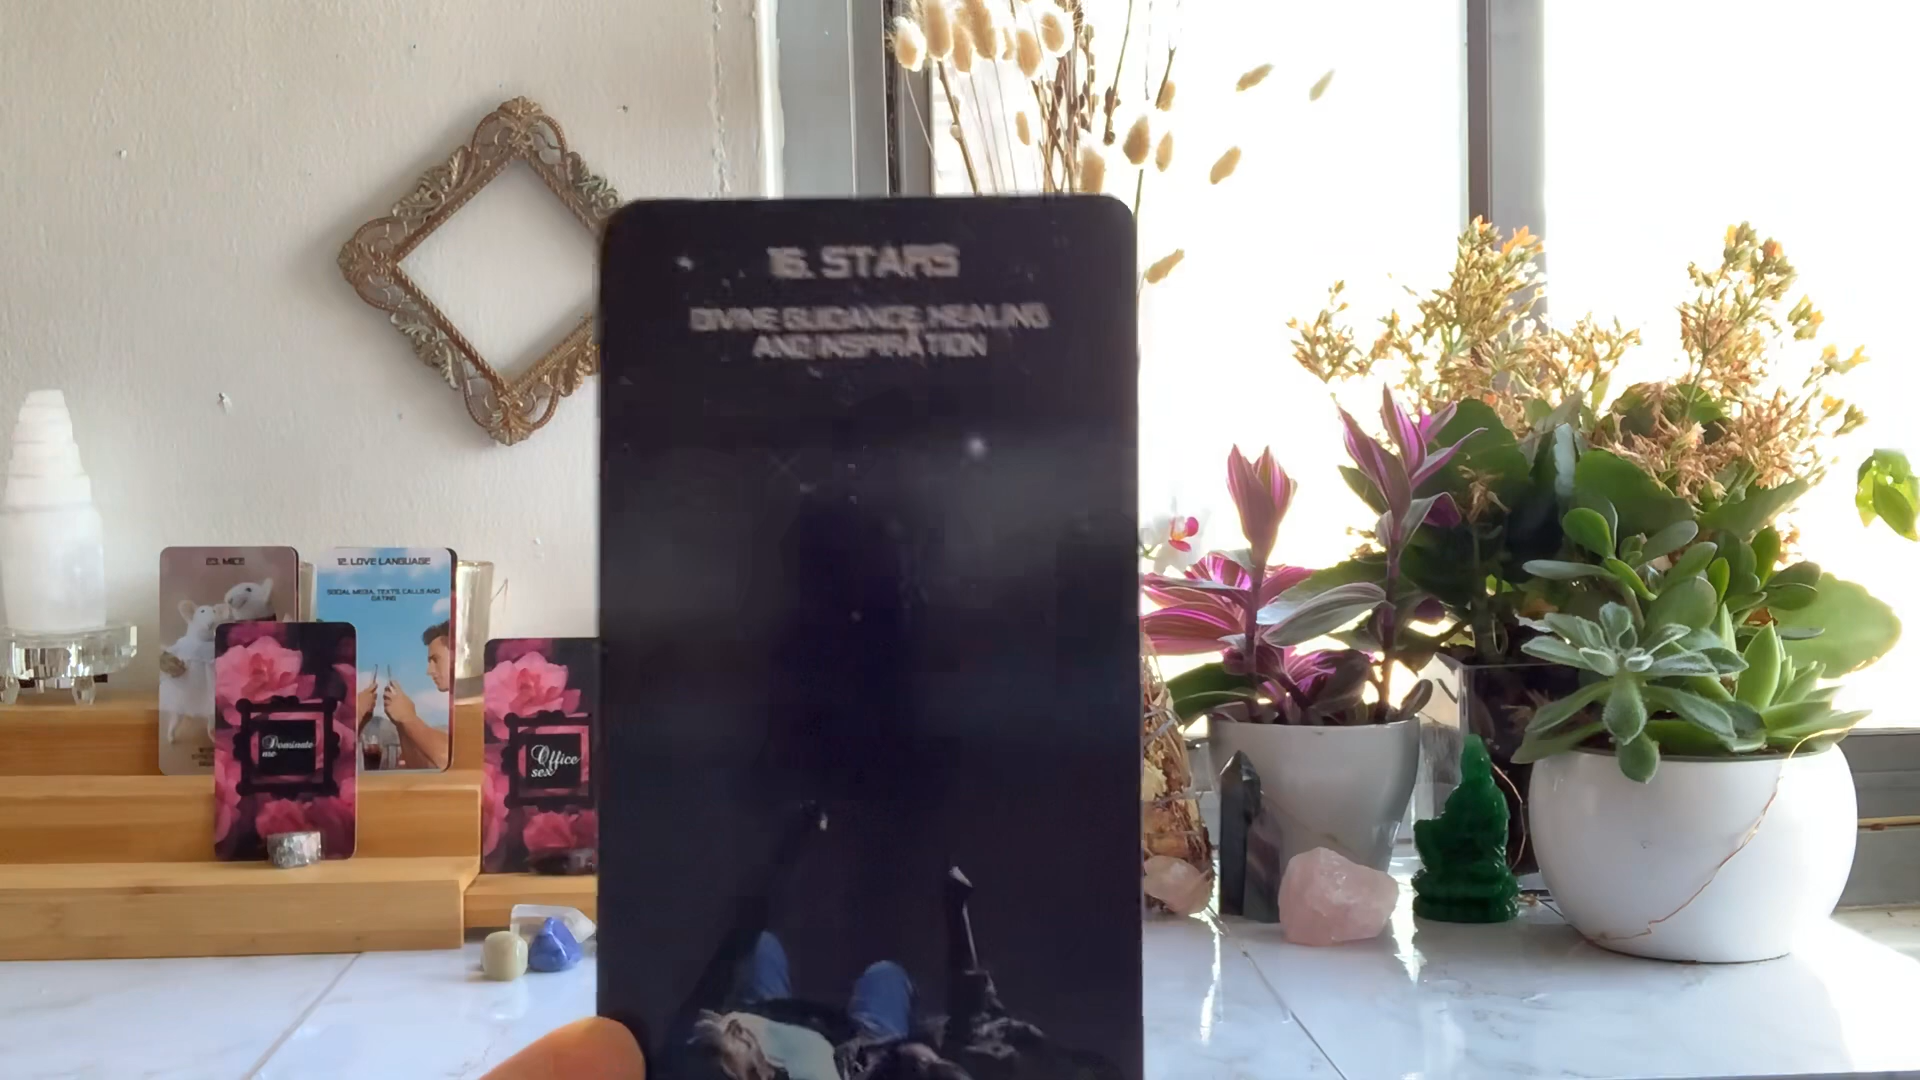 16. STARS
DIVINE GUIDANCE HEALING
AND INSPIRATION
23. MICE
12. LOVE LANGUAGE
SOCIAL MEDIA, TEXTS, CALLS AND
DATING
Dominate
me
Office
sex